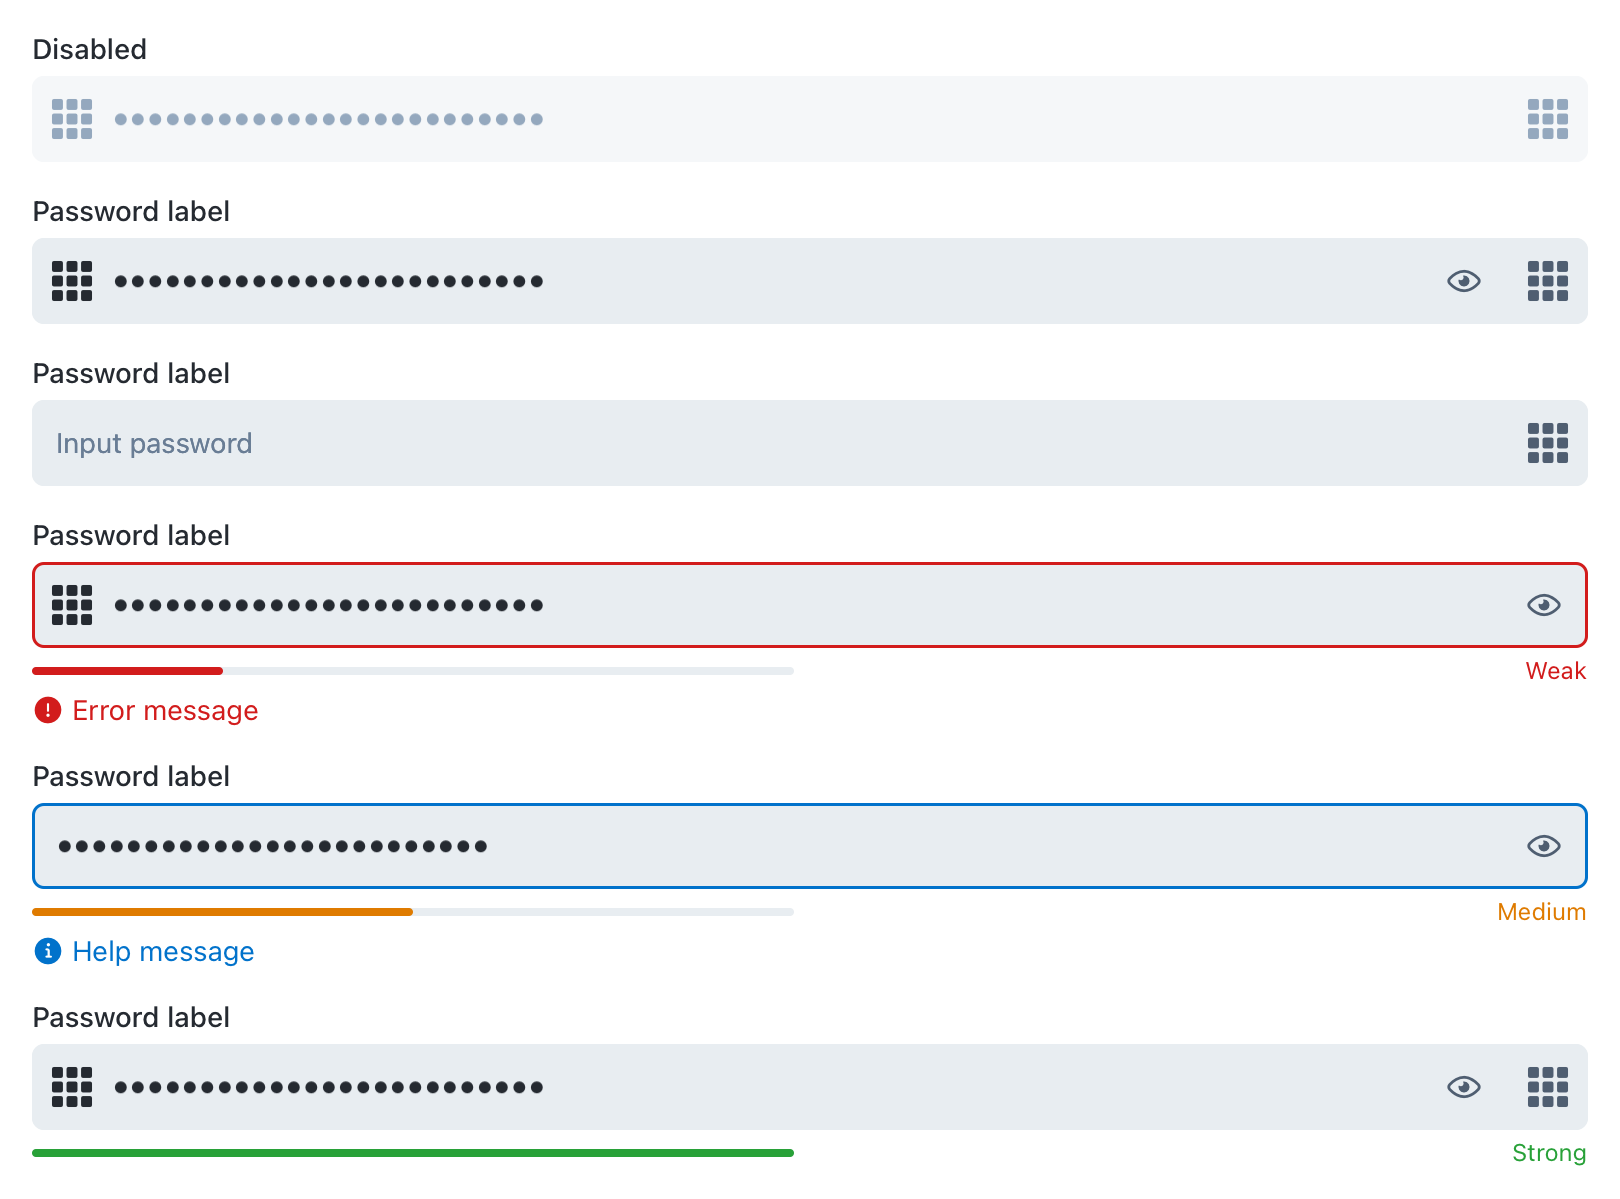 Disabled
•••••••••••••••••••••••••
Password label
•••••••••••••••••••••••••
Password label
Input password
Password label
•••••••••••••••••••••••••
Weak
Error message
Password label
•••••••••••••••••••••••••
Medium
Help message
Password label
•••••••••••••••••••••••••
Strong